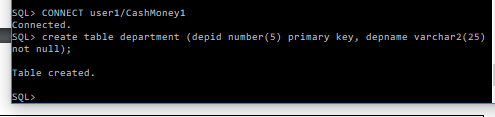 SQL> CONNECT user1/CashMoney1
Connected.
SQL> create table department (depid number(5) primary key, depname varchar2(25)
not null);
Table created.
SQL>